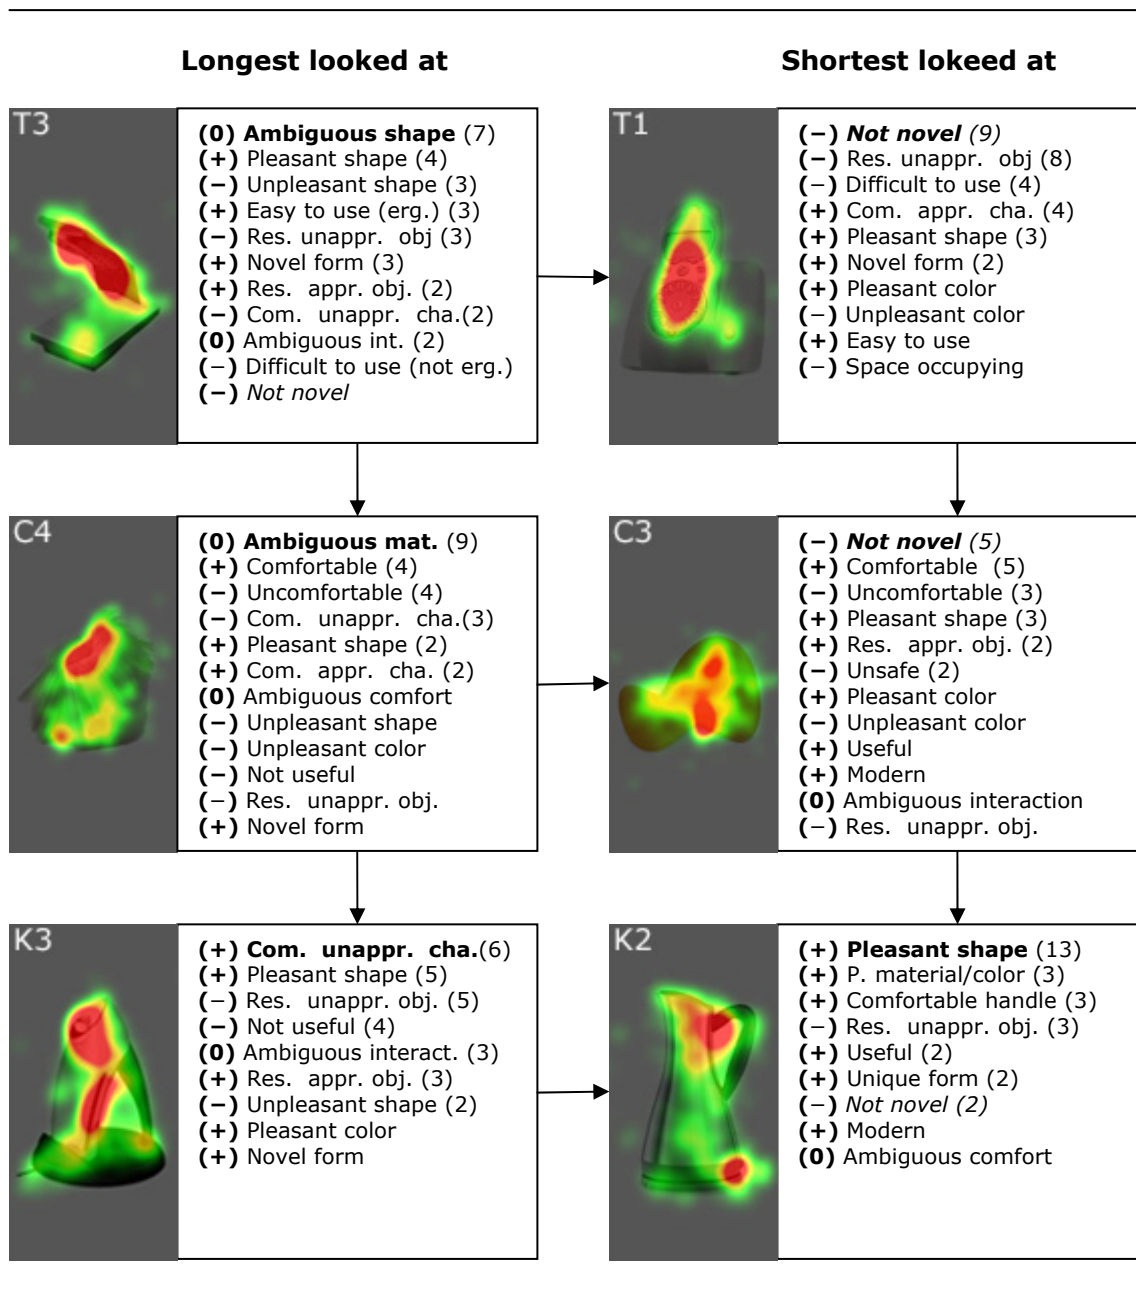 Longest looked at
Shortest lokeed at
T3
(0) Ambiguous shape (7)
(+) Pleasant shape (4)
(−) Unpleasant shape (3)
(+) Easy to use (erg.) (3)
(−) Res. unappr. obj (3)
(+) Novel form (3)
(+) Res. appr. obj. (2)
(−) Com. unappr. cha.(2)
(0) Ambiguous int. (2)
(−) Difficult to use (not erg.)
(−) Not novel
T1
(−) Not novel (9)
(−) Res. unappr. obj (8)
(−) Difficult to use (4)
(+) Com. appr. cha. (4)
(+) Pleasant shape (3)
(+) Novel form (2)
(+) Pleasant color
(−) Unpleasant color
(+) Easy to use
(−) Space occupying
C4
(0) Ambiguous mat. (9)
(+) Comfortable (4)
(−) Uncomfortable (4)
(−) Com. unappr. cha.(3)
(+) Pleasant shape (2)
(+) Com. appr. cha. (2)
(0) Ambiguous comfort
(−) Unpleasant shape
(−) Unpleasant color
(−) Not useful
(−) Res. unappr. obj.
(+) Novel form
C3
(−) Not novel (5)
(+) Comfortable (5)
(−) Uncomfortable (3)
(+) Pleasant shape (3)
(+) Res. appr. obj. (2)
(−) Unsafe (2)
(+) Pleasant color
(−) Unpleasant color
(+) Useful
(+) Modern
(0) Ambiguous interaction
(−) Res. unappr. obj.
K3
(+) Com. unappr. cha.(6)
(+) Pleasant shape (5)
(−) Res. unappr. obj. (5)
(−) Not useful (4)
(0) Ambiguous interact. (3)
(+) Res. appr. obj. (3)
(−) Unpleasant shape (2)
(+) Pleasant color
(+) Novel form
K2
(+) Pleasant shape (13)
(+) P. material/color (3)
(+) Comfortable handle (3)
(−) Res. unappr. obj. (3)
(+) Useful (2)
(+) Unique form (2)
(−) Not novel (2)
(+) Modern
(0) Ambiguous comfort